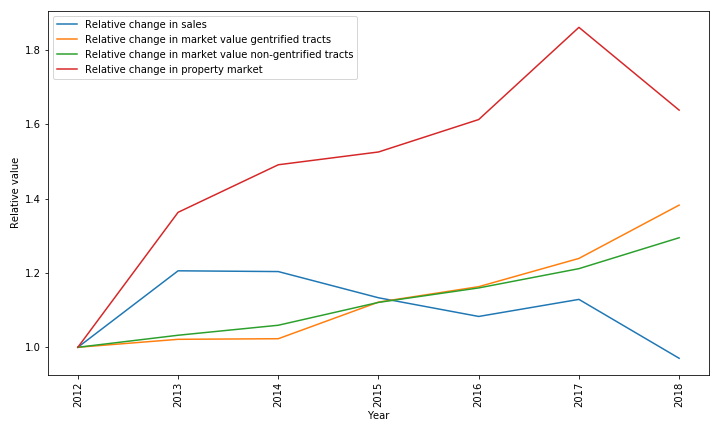 Relative change in sales
Relative change in market value gentrified tracts
Relative change in market value non-gentrified tracts
Relative change in property market
1.8
1.6
1.4
1.2
1.0
Relative value
2012
2013
2014
2015
2016
2017
2018
Year